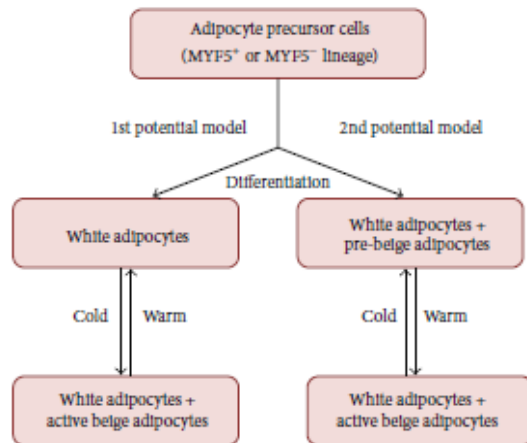 Adipocyte precursor cells
(MYF5⁺ or MYF5⁻ lineage)
1st potential model
2nd potential model
Differentiation
White adipocytes
White adipocytes +
pre-beige adipocytes
Cold
Warm
Cold
Warm
White adipocytes +
active beige adipocytes
White adipocytes +
active beige adipocytes